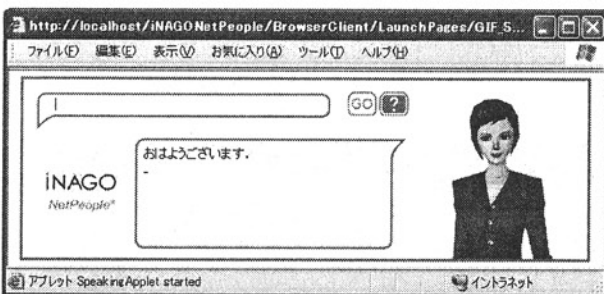 http://localhost/iNAGONetPeople/BrowserClient/LaunchPages/GIF_S...
ファイル(F) 編集(E) 表示(V) お気に入り(A) ツール(T) ヘルプ(H)
GO ?
おはようございます.
-
iNAGO
NetPeople®
アプレット SpeakingApplet started
イントラネット